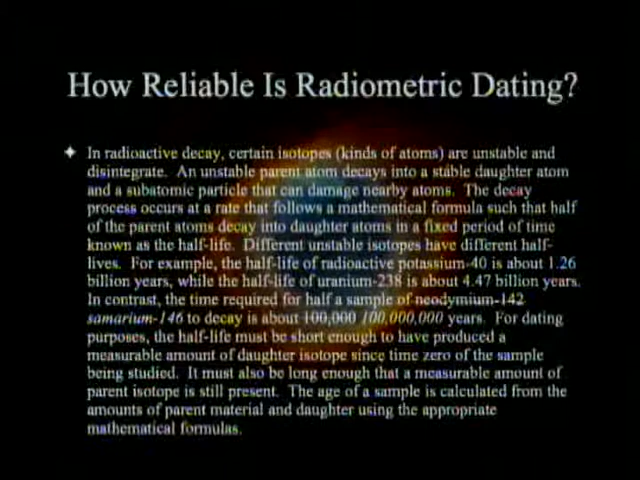 How Reliable Is Radiometric Dating?
In radioactive decay, certain isotopes (kinds of atoms) are unstable and
disintegrate. An unstable parent atom decays into a stable daughter atom
and a subatomic particle that can damage nearby atoms. The decay
process occurs at a rate that follows a mathematical formula such that half
of the parent atoms decay into daughter atoms in a fixed period of time
known as the half-life. Different unstable isotopes have different half-
lives. For example, the half-life of radioactive potassium-40 is about 1.26
billion years, while the half-life of uranium-238 is about 4.47 billion years.
In contrast, the time required for half a sample of neodymium-142
samarium-146 to decay is about 100,000 100,000,000 years. For dating
purposes, the half-life must be short enough to have produced a
measurable amount of daughter isotope since time zero of the sample
being studied. It must also be long enough that a measurable amount of
parent isotope is still present. The age of a sample is calculated from the
amounts of parent material and daughter using the appropriate
mathematical formulas.